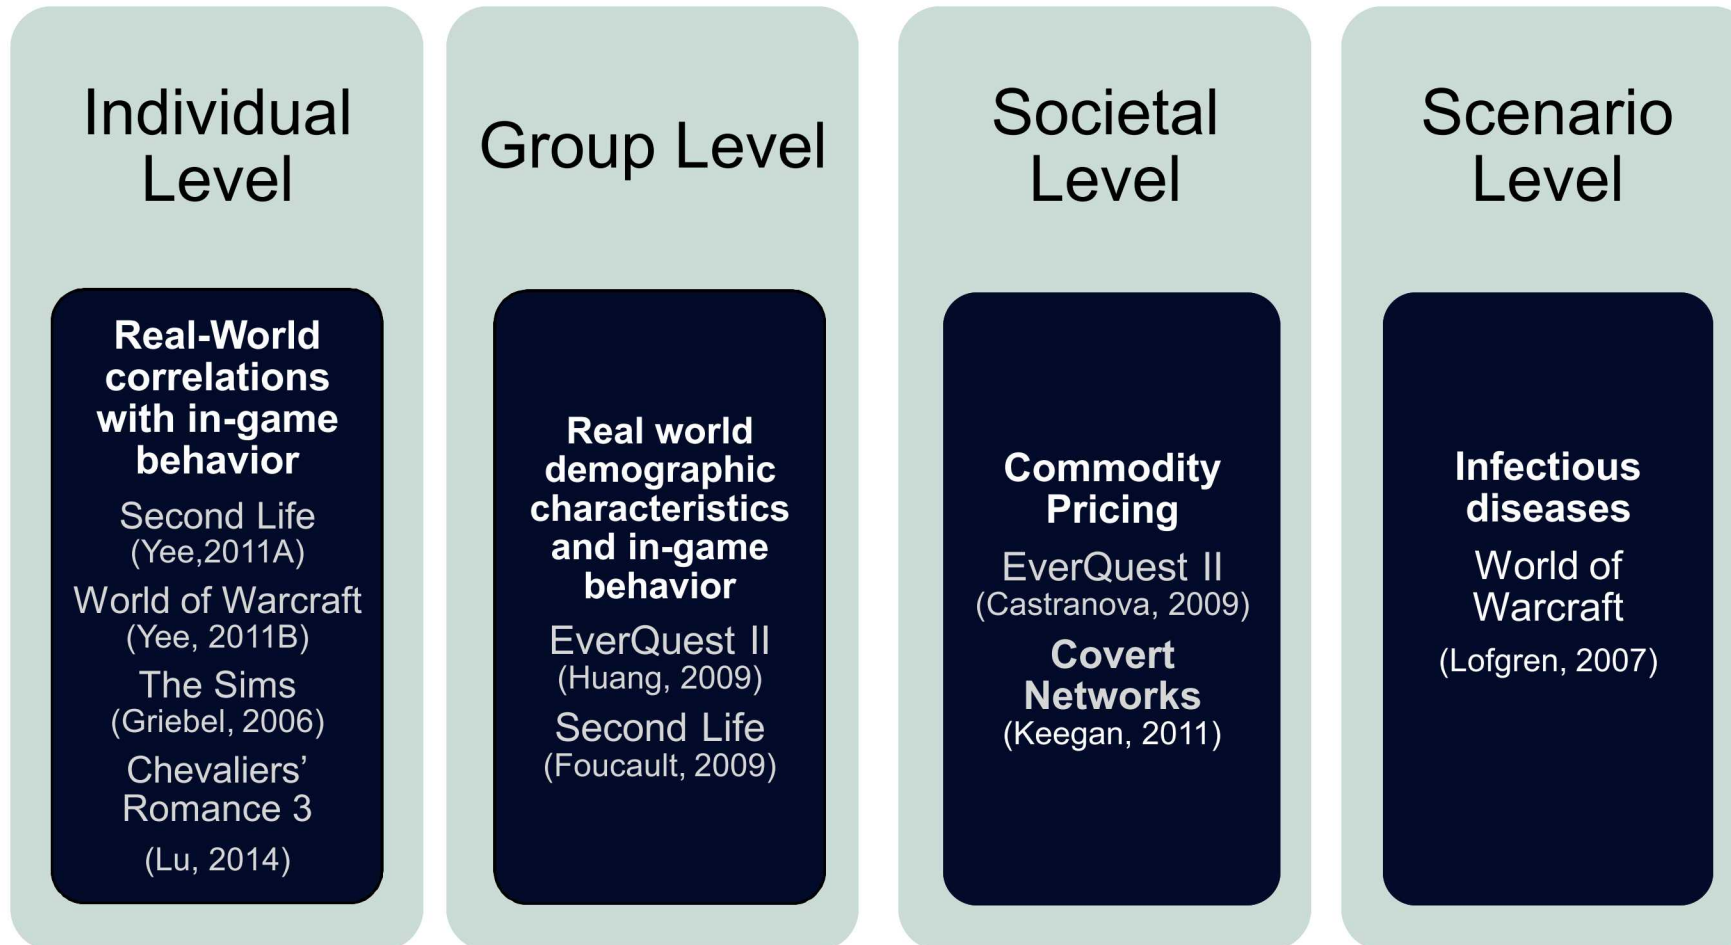 Individual
Level
Real-World
correlations
with in-game
behavior
Second Life
(Yee,2011A)
World of Warcraft
(Yee, 2011B)
The Sims
(Griebel, 2006)
Chevaliers’
Romance 3
(Lu, 2014)
Group Level
Real world
demographic
characteristics
and in-game
behavior
EverQuest II
(Huang, 2009)
Second Life
(Foucault, 2009)
Societal
Level
Commodity
Pricing
EverQuest II
(Castranova, 2009)
Covert
Networks
(Keegan, 2011)
Scenario
Level
Infectious
diseases
World of
Warcraft
(Lofgren, 2007)